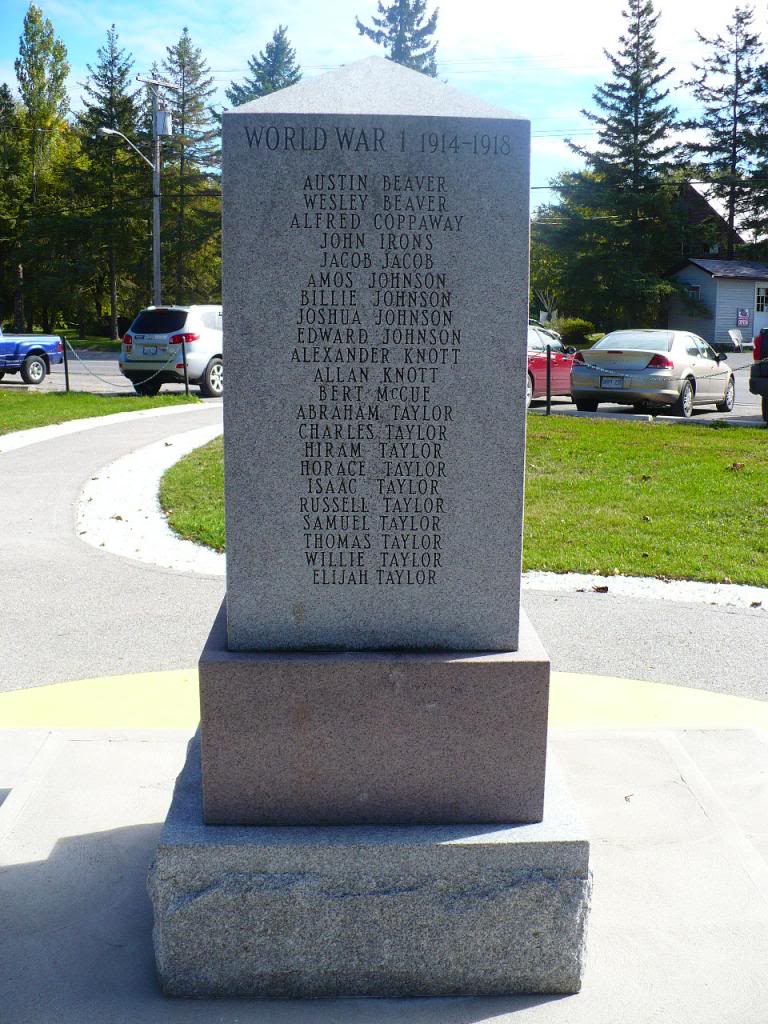 WORLD WAR 1 1914-1918
AUSTIN BEAVER
WESLEY BEAVER
ALFRED COPPAWAY
JOHN IRONS
JACOB JACOB
AMOS JOHNSON
BILLIE JOHNSON
JOSHUA JOHNSON
EDWARD JOHNSON
ALEXANDER KNOTT
ALLAN KNOTT
BERT McCUE
ABRAHAM TAYLOR
CHARLES TAYLOR
HIRAM TAYLOR
HORACE TAYLOR
ISAAC TAYLOR
RUSSELL TAYLOR
SAMUEL TAYLOR
THOMAS TAYLOR
WILLIE TAYLOR
ELIJAH TAYLOR